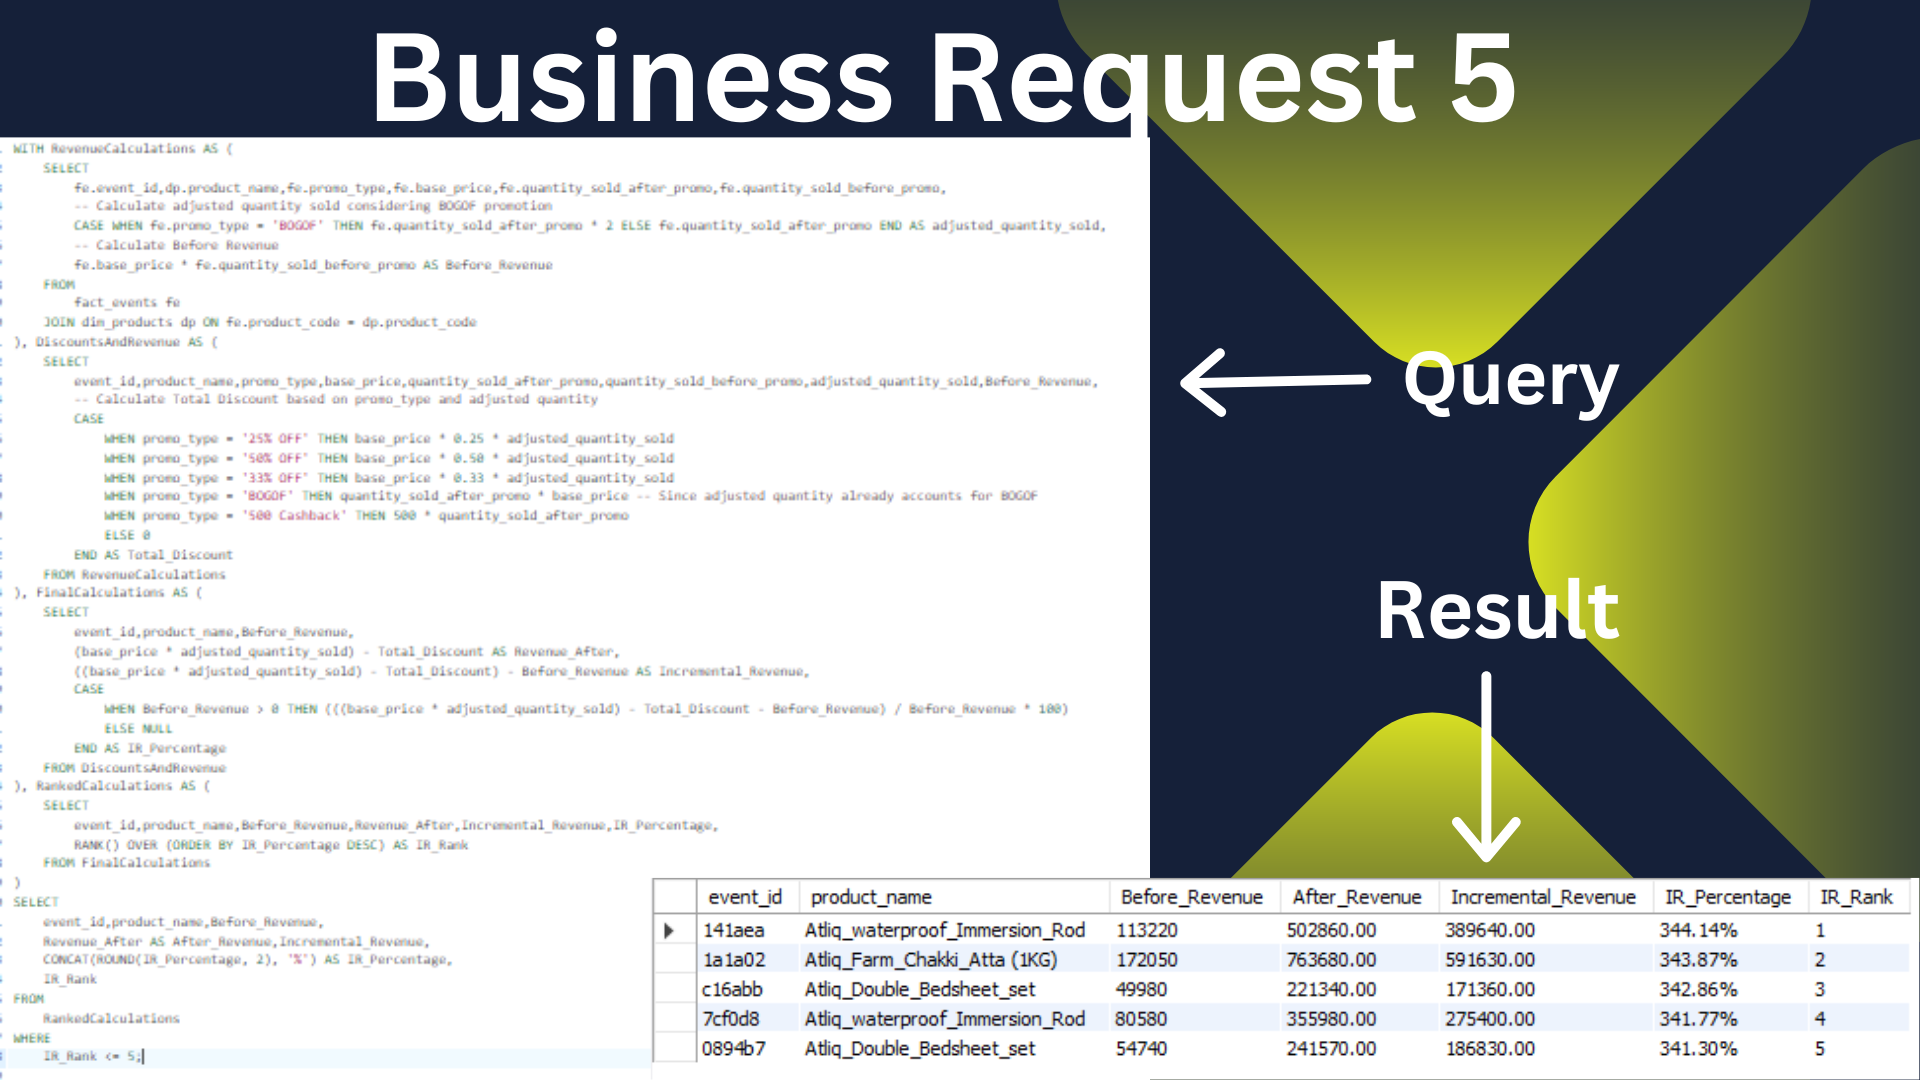 Business Request 5
WITH RevenueCalculations AS (
SELECT
fe.event_id,dp.product_name,fe.promo_type,fe.base_price,fe.quantity_sold_after_promo,fe.quantity_sold_before_promo,
-- Calculate adjusted quantity sold considering BOGOF promotion
CASE WHEN fe.promo_type = 'BOGOF' THEN fe.quantity_sold_after_promo * 2 ELSE fe.quantity_sold_after_promo END AS adjusted_quantity_sold,
-- Calculate Before Revenue
fe.base_price * fe.quantity_sold_before_promo AS Before_Revenue
FROM
fact_events fe
JOIN dim_products dp ON fe.product_code = dp.product_code
), DiscountsAndRevenue AS (
SELECT
event_id,product_name,promo_type,base_price,quantity_sold_after_promo,quantity_sold_before_promo,adjusted_quantity_sold,Before_Revenue,
-- Calculate Total Discount based on promo_type and adjusted quantity
CASE
WHEN promo_type = '25% OFF' THEN base_price * 0.25 * adjusted_quantity_sold
WHEN promo_type = '50% OFF' THEN base_price * 0.50 * adjusted_quantity_sold
WHEN promo_type = '33% OFF' THEN base_price * 0.33 * adjusted_quantity_sold
WHEN promo_type = 'BOGOF' THEN quantity_sold_after_promo * base_price -- Since adjusted quantity already accounts for BOGOF
WHEN promo_type = '500 Cashback' THEN 500 * quantity_sold_after_promo
ELSE 0
END AS Total_Discount
FROM RevenueCalculations
), FinalCalculations AS (
SELECT
event_id,product_name,Before_Revenue,
(base_price * adjusted_quantity_sold) - Total_Discount AS Revenue_After,
((base_price * adjusted_quantity_sold) - Total_Discount) - Before_Revenue AS Incremental_Revenue,
CASE
WHEN Before_Revenue > 0 THEN (((base_price * adjusted_quantity_sold) - Total_Discount - Before_Revenue) / Before_Revenue * 100)
ELSE NULL
END AS IR_Percentage
FROM DiscountsAndRevenue
), RankedCalculations AS (
SELECT
event_id,product_name,Before_Revenue,Revenue_After,Incremental_Revenue,IR_Percentage,
RANK() OVER (ORDER BY IR_Percentage DESC) AS IR_Rank
FROM FinalCalculations
)
SELECT
event_id,product_name,Before_Revenue,
Revenue_After AS After_Revenue,Incremental_Revenue,
CONCAT(ROUND(IR_Percentage, 2), '%') AS IR_Percentage,
IR_Rank
FROM
RankedCalculations
WHERE
IR_Rank <= 5;
Query
Result
event_id product_name Before_Revenue After_Revenue Incremental_Revenue IR_Percentage IR_Rank
141aea Atliq_waterproof_Immersion_Rod 113220 502860.00 389640.00 344.14% 1
1a1a02 Atliq_Farm_Chakki_Atta (1KG) 172050 763680.00 591630.00 343.87% 2
c16abb Atliq_Double_Bedsheet_set 49980 221340.00 171360.00 342.86% 3
7cf0d8 Atliq_waterproof_Immersion_Rod 80580 355980.00 275400.00 341.77% 4
0894b7 Atliq_Double_Bedsheet_set 54740 241570.00 186830.00 341.30% 5